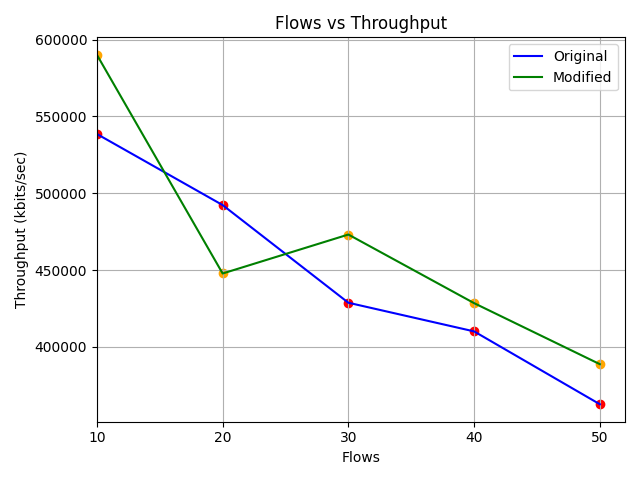 Flows vs Throughput
600000
550000
500000
450000
400000
Throughput (kbits/sec)
Original
Modified
10 20 30 40 50
Flows